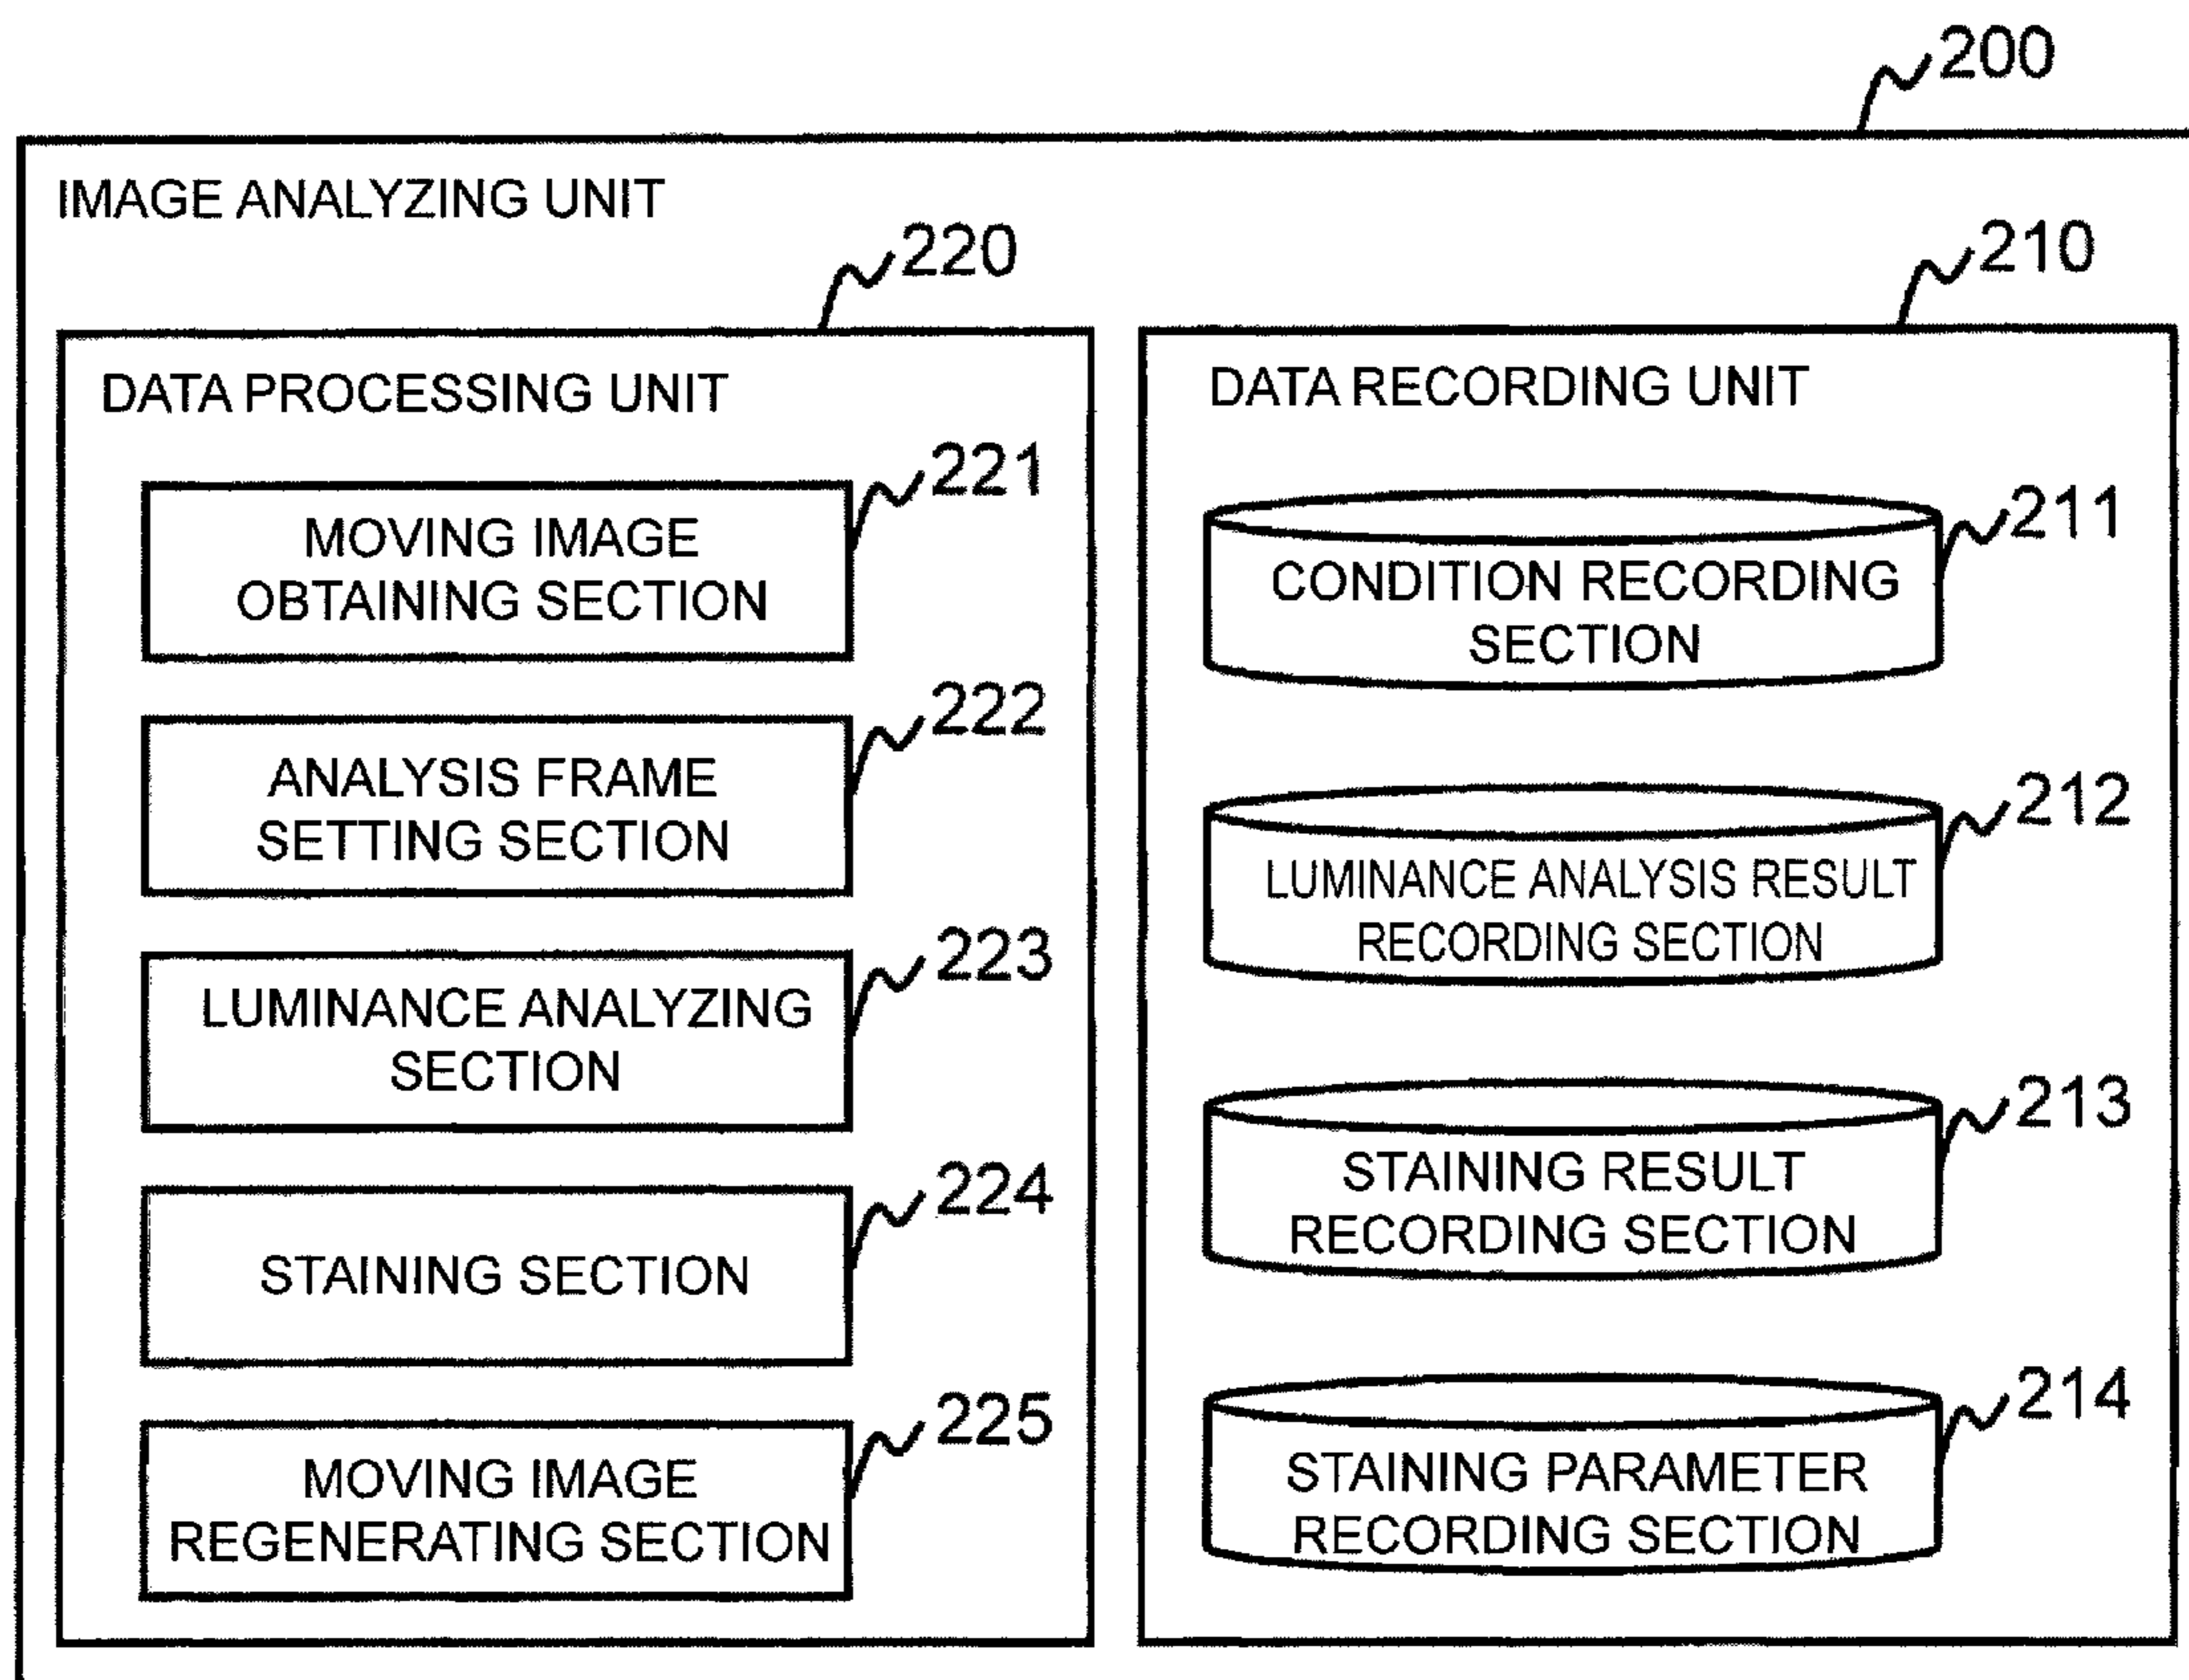 200
IMAGE ANALYZING UNIT
220
DATA PROCESSING UNIT
221
MOVING IMAGE
OBTAINING SECTION
222
ANALYSIS FRAME
SETTING SECTION
223
LUMINANCE ANALYZING
SECTION
224
STAINING SECTION
225
MOVING IMAGE
REGENERATING SECTION
210
DATA RECORDING UNIT
211
CONDITION RECORDING
SECTION
212
LUMINANCE ANALYSIS RESULT
RECORDING SECTION
213
STAINING RESULT
RECORDING SECTION
214
STAINING PARAMETER
RECORDING SECTION